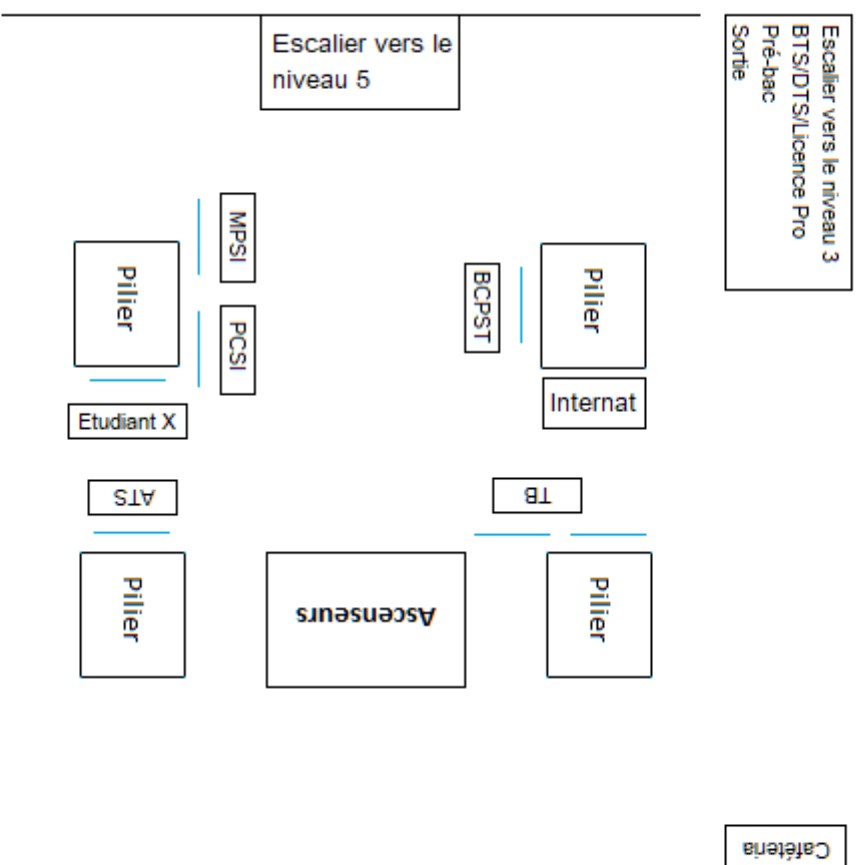 Escalier vers le
niveau 5
Escalier vers le niveau 3
BTS/DTS/Licence Pro
Pré-bac
Sortie
MPSI
Pilier
PCSI
BCPST
Pilier
Etudiant X
Internat
ATS
TB
Pilier
Ascenseurs
Pilier
Caféteria